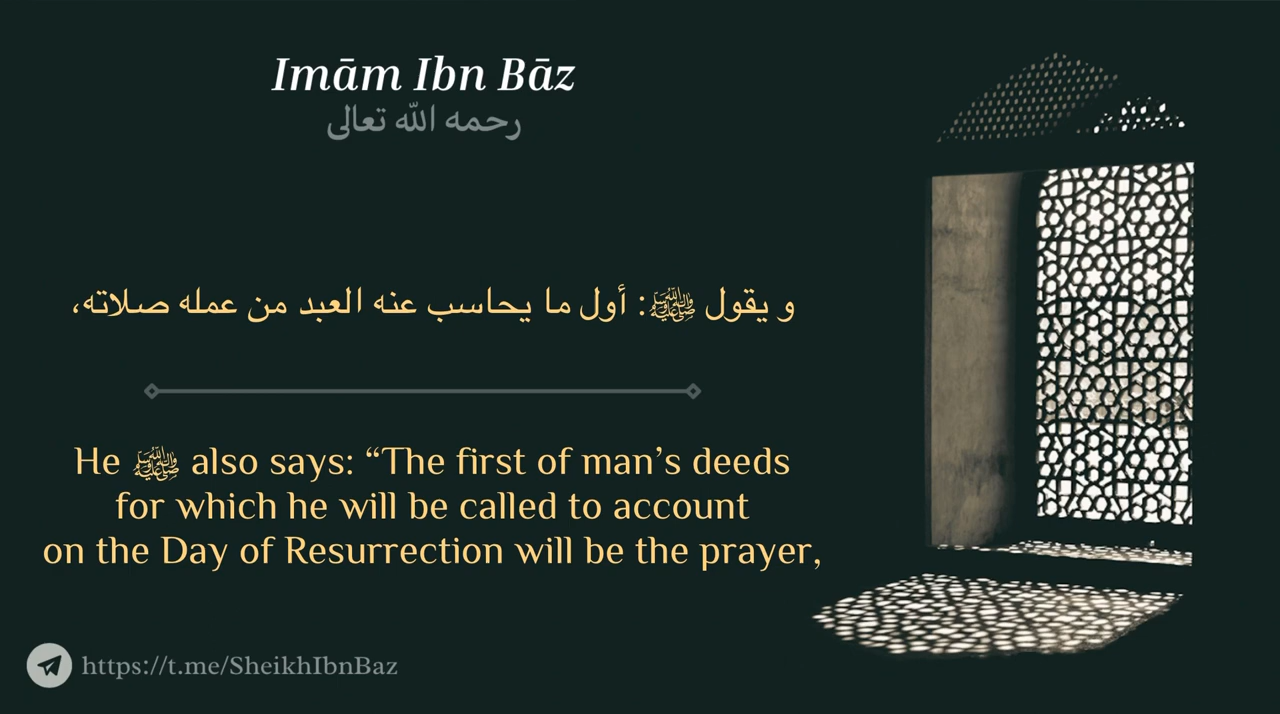 Imām Ibn Bāz
رحمه الله تعالى
و يقول ﷺ: أول ما يحاسب عنه العبد من عمله صلاته،
He ﷺ also says: “The first of man’s deeds
for which he will be called to account
on the Day of Resurrection will be the prayer,
https://t.me/SheikhIbnBaz